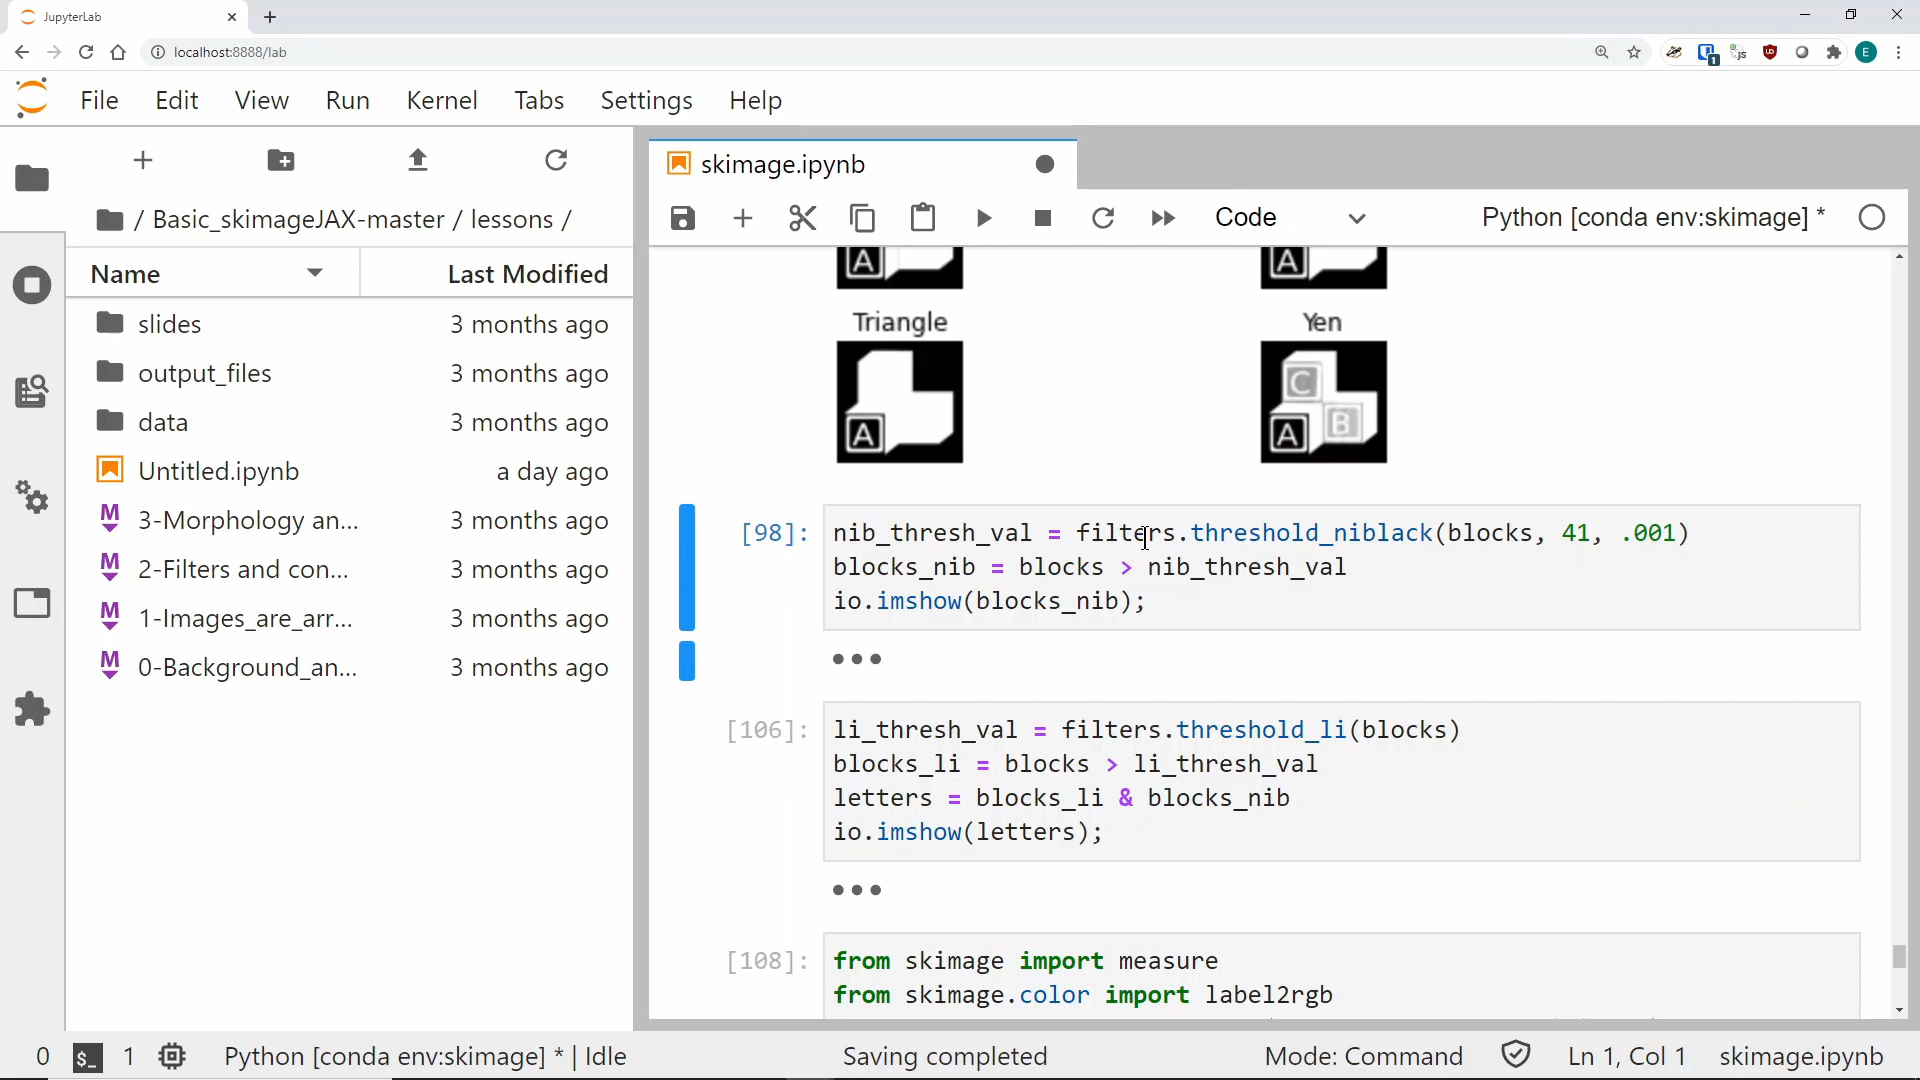 JupyterLab
localhost:8888/lab
1
JS
E
File Edit View Run Kernel Tabs Settings Help
/ Basic_skimageJAX-master / lessons /
Name Last Modified
slides 3 months ago
output_files 3 months ago
data 3 months ago
Untitled.ipynb a day ago
3-Morphology an... 3 months ago
2-Filters and con... 3 months ago
1-Images_are_arr... 3 months ago
0-Background_an... 3 months ago
skimage.ipynb
Code Python [conda env:skimage] *
A A
Triangle Yen
A
C
A B
[98]: nib_thresh_val = filters.threshold_niblack(blocks, 41, .001)
blocks_nib = blocks > nib_thresh_val
io.imshow(blocks_nib);
[106]: li_thresh_val = filters.threshold_li(blocks)
blocks_li = blocks > li_thresh_val
letters = blocks_li & blocks_nib
io.imshow(letters);
[108]: from skimage import measure
from skimage.color import label2rgb
0 $_ 1 Python [conda env:skimage] * | Idle Saving completed Mode: Command Ln 1, Col 1 skimage.ipynb